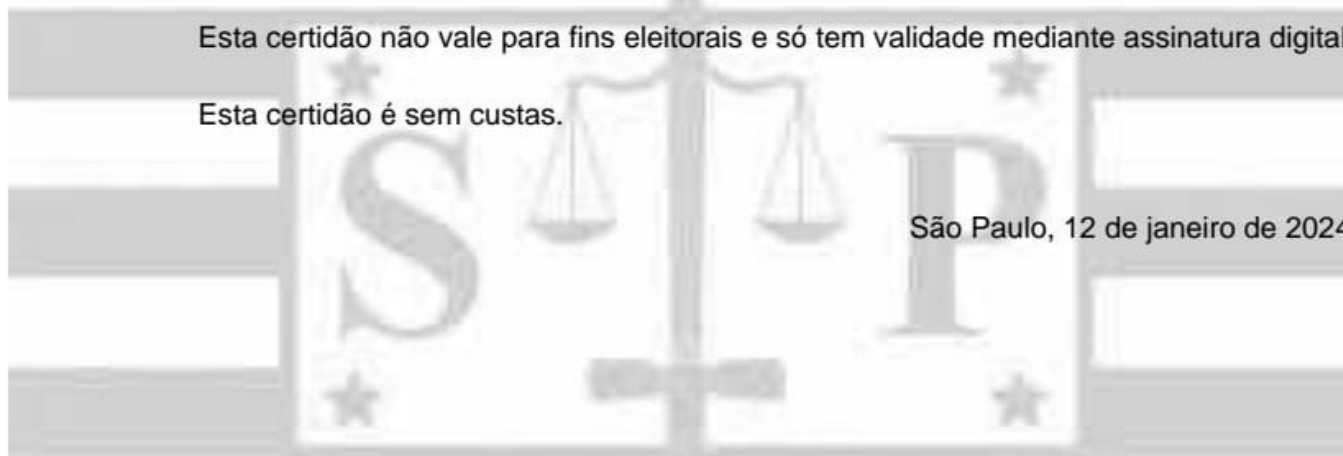 Esta certidão não vale para fins eleitorais e só tem validade mediante assinatura digital
Esta certidão é sem custas.
São Paulo, 12 de janeiro de 2024
S P